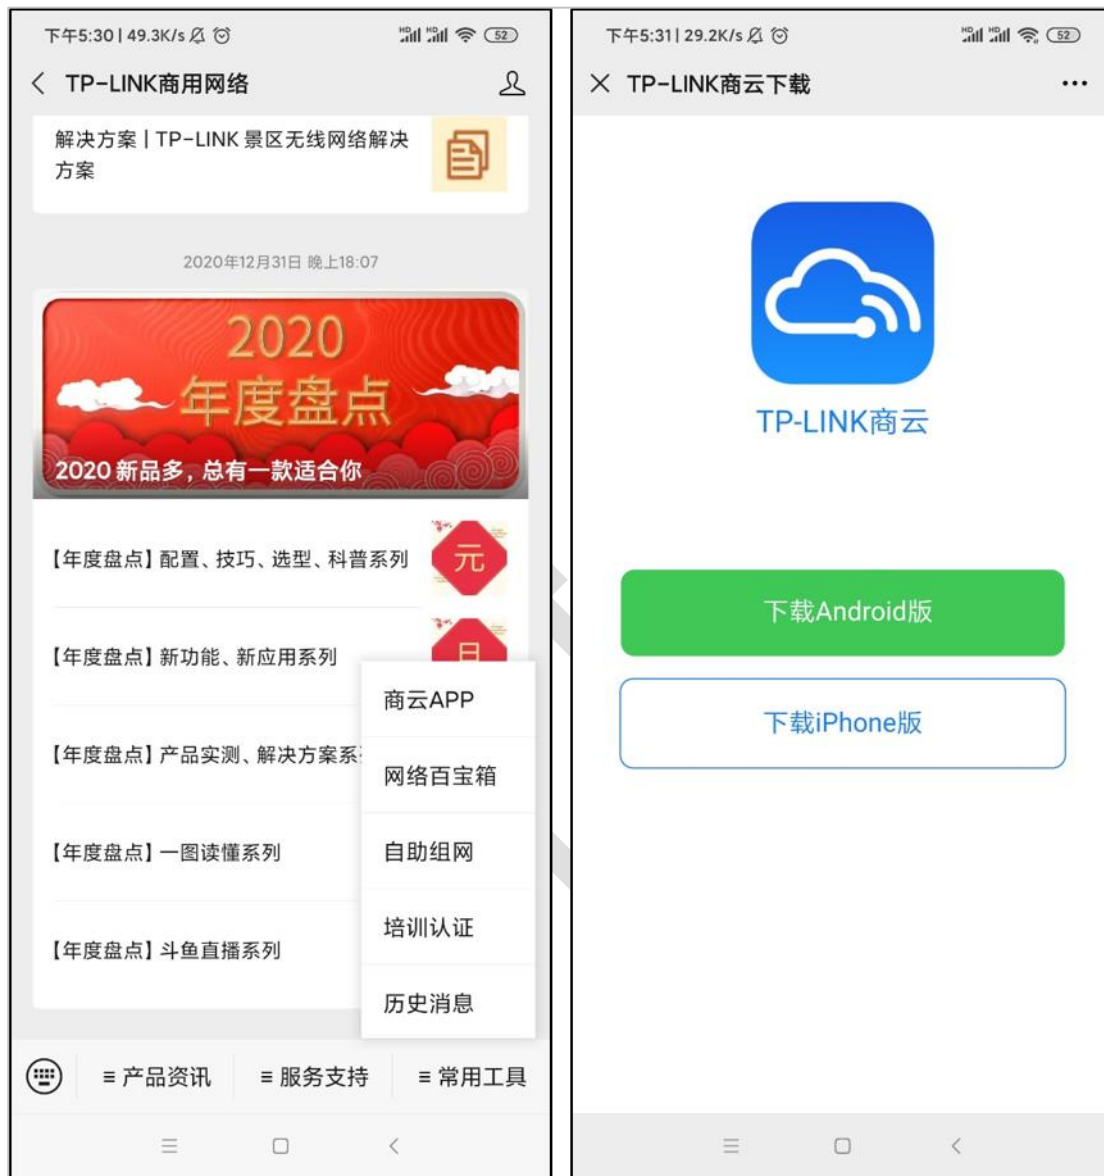 下午5:30 | 49.3K/s
52
TP-LINK商用网络
解决方案 | TP-LINK 景区无线网络解决
方案
2020年12月31日 晚上18:07
2020
年度盘点
2020 新品多，总有一款适合你
【年度盘点】配置、技巧、选型、科普系列
元
【年度盘点】新功能、新应用系列
【年度盘点】产品实测、解决方案系
【年度盘点】一图读懂系列
【年度盘点】斗鱼直播系列
商云APP
网络百宝箱
自助组网
培训认证
历史消息
产品资讯
服务支持
常用工具
下午5:31 | 29.2K/s
52
TP-LINK商云下载
TP-LINK商云
下载Android版
下载iPhone版